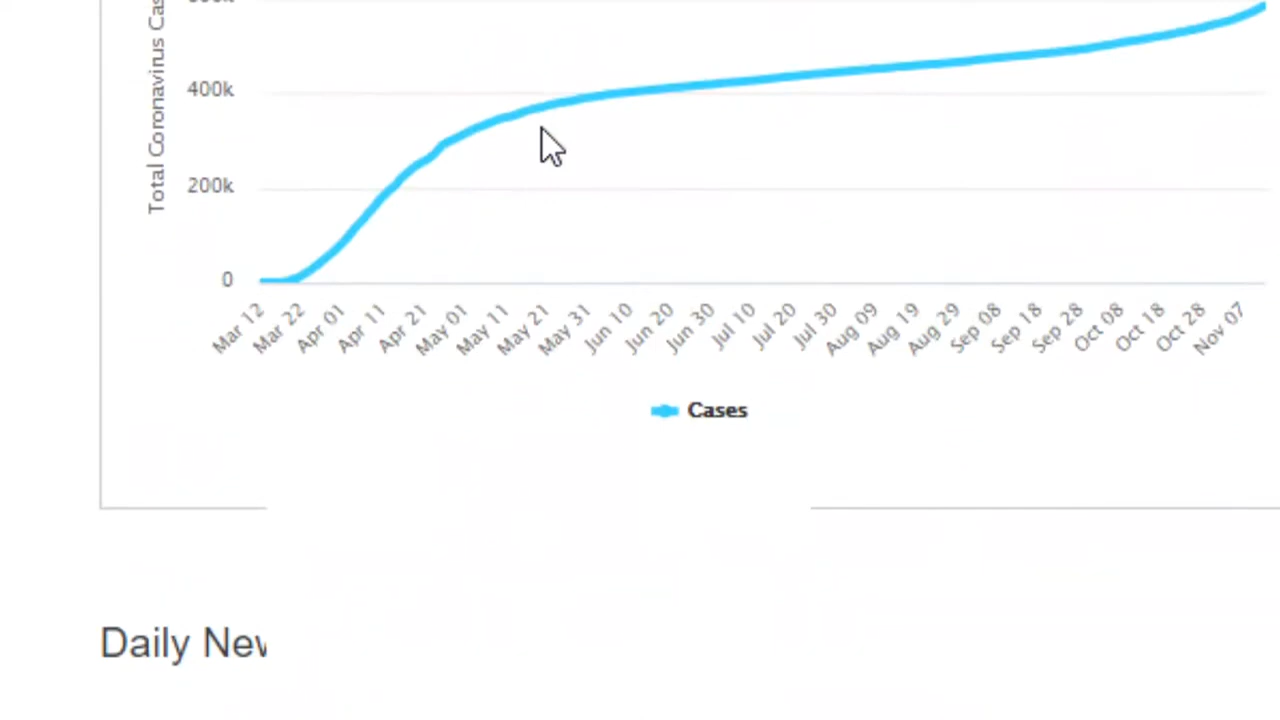 Total Coronavirus Cas
400k
200k
0
Mar 12
Mar 22
Apr 01
Apr 11
Apr 21
May 01
May 11
May 21
May 31
Jun 10
Jun 20
Jun 30
Jul 10
Jul 20
Jul 30
Aug 09
Aug 19
Aug 29
Sep 08
Sep 18
Sep 28
Oct 08
Oct 18
Oct 28
Nov 07
Cases
Daily New